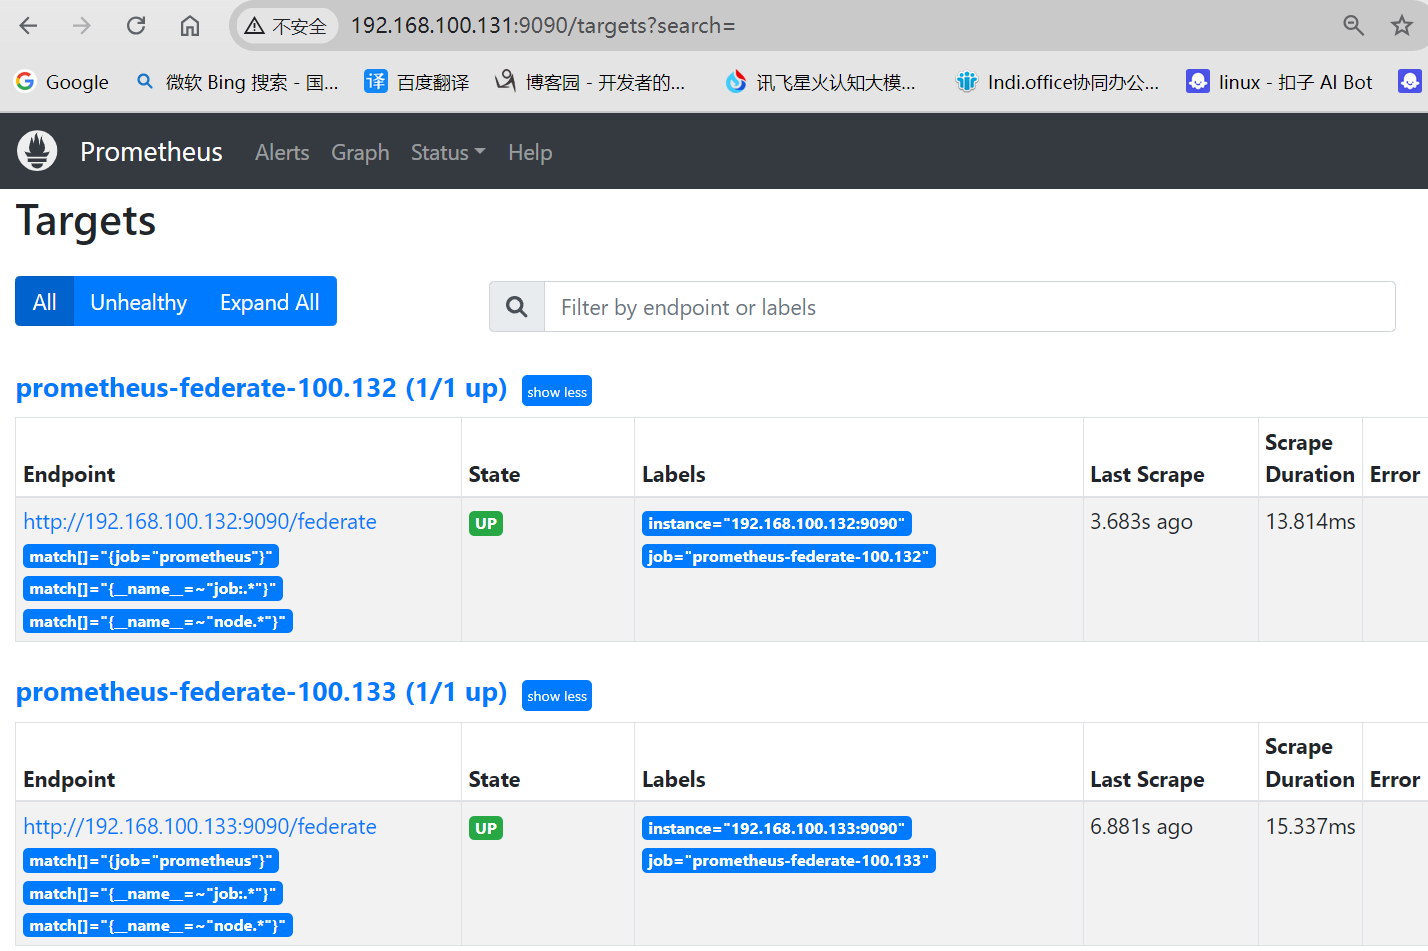 不安全 192.168.100.131:9090/targets?search=
Google 微软 Bing 搜索 - 国... 译 百度翻译 博客园 - 开发者的... 讯飞星火认知大模... Indi.office协同办公... linux - 扣子 AI Bot
Prometheus Alerts Graph Status Help
Targets
All Unhealthy Expand All Filter by endpoint or labels
prometheus-federate-100.132 (1/1 up) show less
Endpoint State Labels Last Scrape Scrape Duration Error
http://192.168.100.132:9090/federate UP instance="192.168.100.132:9090" 3.683s ago 13.814ms
match[]="{job="prometheus"}" job="prometheus-federate-100.132"
match[]="{__name__=~"job:.*"}"
match[]="{__name__=~"node.*"}"
prometheus-federate-100.133 (1/1 up) show less
Endpoint State Labels Last Scrape Scrape Duration Error
http://192.168.100.133:9090/federate UP instance="192.168.100.133:9090" 6.881s ago 15.337ms
match[]="{job="prometheus"}" job="prometheus-federate-100.133"
match[]="{__name__=~"job:.*"}"
match[]="{__name__=~"node.*"}"